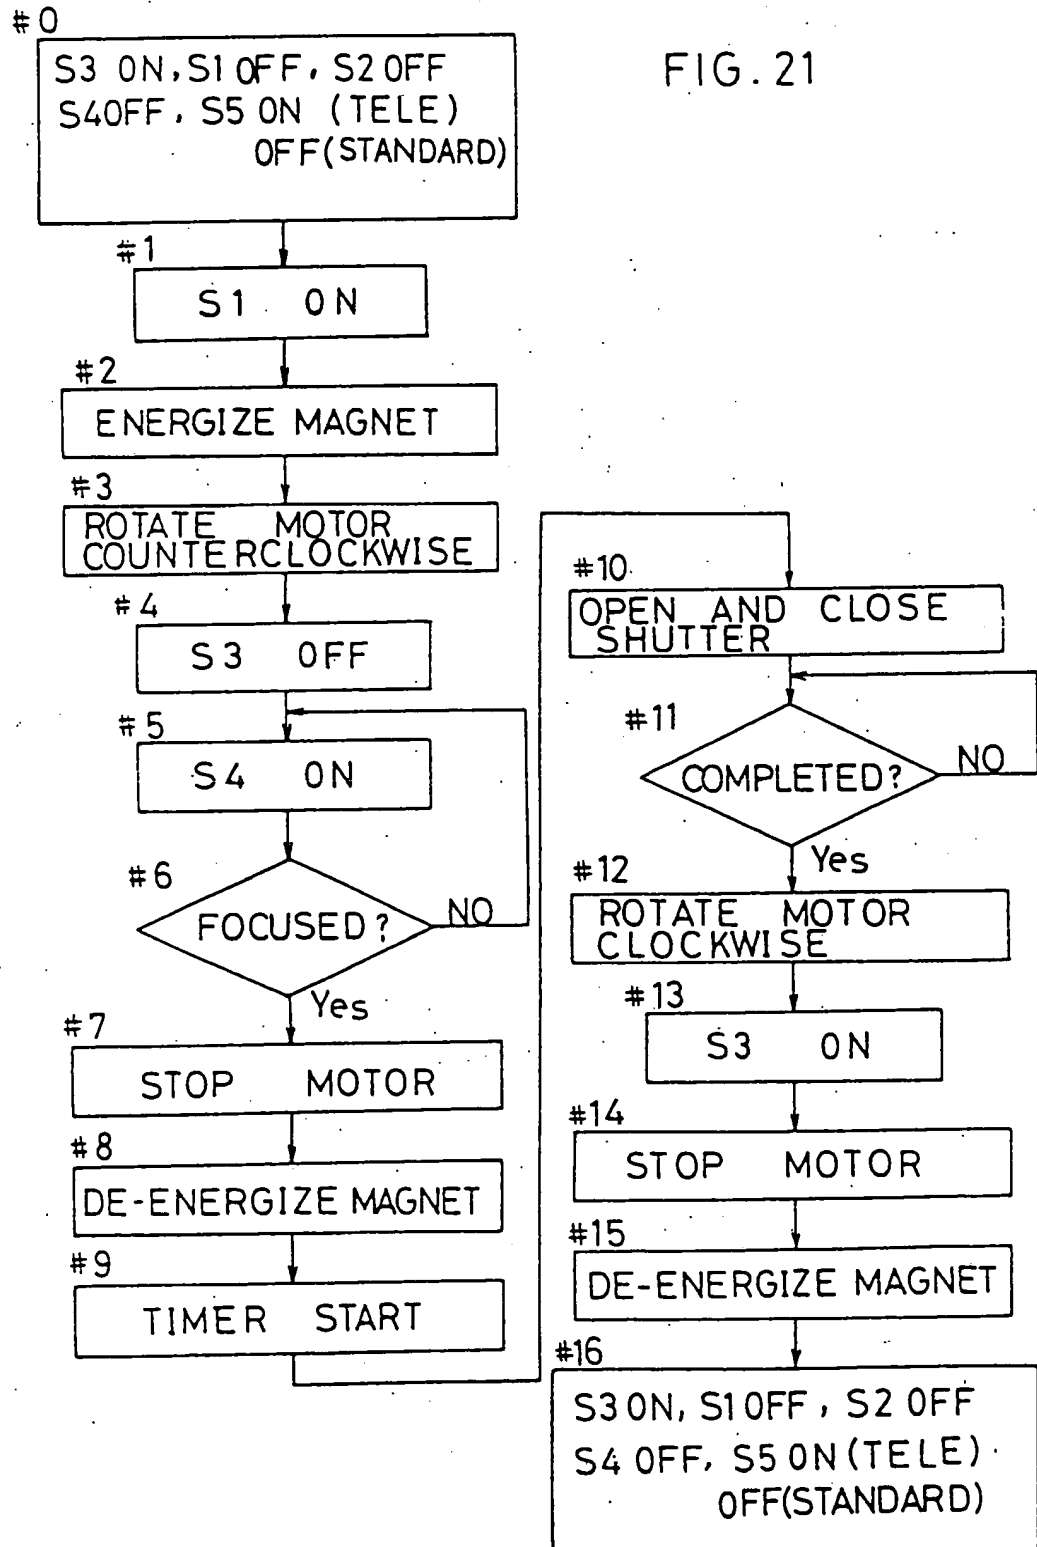 FIG. 21
#0
S3 ON, S1 OFF, S2 OFF
S4 OFF, S5 ON (TELE)
OFF (STANDARD)
#1
S1 ON
#2
ENERGIZE MAGNET
#3
ROTATE MOTOR
COUNTERCLOCKWISE
#4
S3 OFF
#5
S4 ON
#6
FOCUSED?
NO
Yes
#7
STOP MOTOR
#8
DE-ENERGIZE MAGNET
#9
TIMER START
#10
OPEN AND CLOSE
SHUTTER
#11
COMPLETED?
NO
Yes
#12
ROTATE MOTOR
CLOCKWISE
#13
S3 ON
#14
STOP MOTOR
#15
DE-ENERGIZE MAGNET
#16
S3 ON, S1 OFF, S2 OFF
S4 OFF, S5 ON (TELE)
OFF (STANDARD)